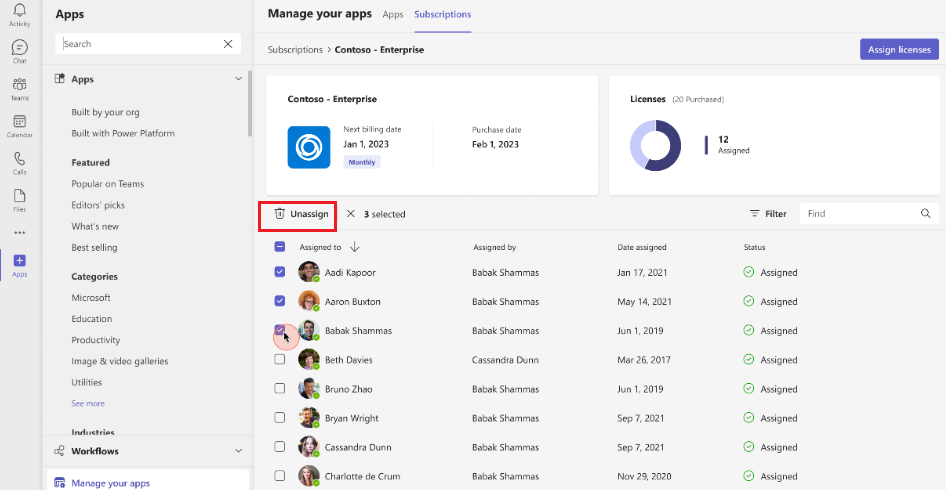 Activity
Chat
Teams
Calendar
Calls
Files
Apps
Apps
Search
Apps
Built by your org
Built with Power Platform
Featured
Popular on Teams
Editors' picks
What's new
Best selling
Categories
Microsoft
Education
Productivity
Image & video galleries
Utilities
See more
Industries
Workflows
Manage your apps
Manage your apps Apps Subscriptions
Subscriptions > Contoso - Enterprise Assign licenses
Contoso - Enterprise
Next billing date
Jan 1, 2023
Monthly
Purchase date
Feb 1, 2023
Licenses (20 Purchased)
12
Assigned
Unassign 3 selected Filter Find
Assigned to Assigned by Date assigned Status
Aadi Kapoor Babak Shammas Jan 17, 2021 Assigned
Aaron Buxton Babak Shammas May 14, 2021 Assigned
Babak Shammas Babak Shammas Jun 1, 2019 Assigned
Beth Davies Cassandra Dunn Mar 26, 2017 Assigned
Bruno Zhao Babak Shammas Jun 1, 2019 Assigned
Bryan Wright Babak Shammas Sep 7, 2021 Assigned
Cassandra Dunn Babak Shammas Sep 7, 2021 Assigned
Charlotte de Crum Babak Shammas Nov 29, 2020 Assigned